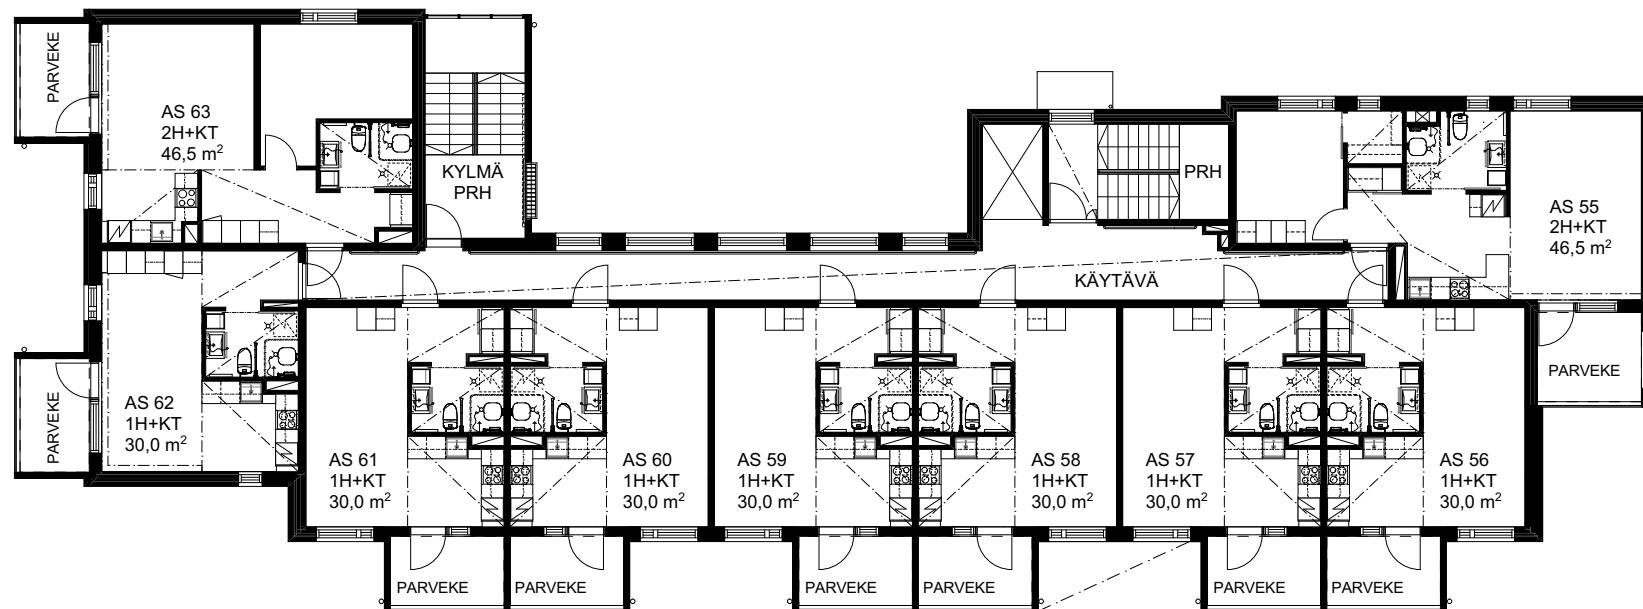 PARVEKE
AS 63
2H+KT
46,5 m²
KYLMÄ
PRH
PRH
AS 55
2H+KT
46,5 m²
KÄYTÄVÄ
PARVEKE
PARVEKE
AS 62
1H+KT
30,0 m²
AS 61
1H+KT
30,0 m²
AS 60
1H+KT
30,0 m²
AS 59
1H+KT
30,0 m²
AS 58
1H+KT
30,0 m²
AS 57
1H+KT
30,0 m²
AS 56
1H+KT
30,0 m²
PARVEKE
PARVEKE
PARVEKE
PARVEKE
PARVEKE
PARVEKE